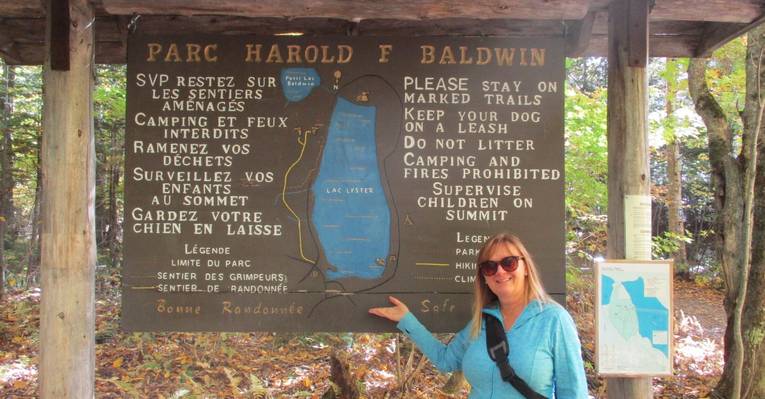 PARC HAROLD F BALDWIN
SVP RESTEZ SUR
LES SENTIERS
AMÉNAGÉS
CAMPING ET FEUX
INTERDITS
RAMENEZ VOS
DÉCHETS
SURVEILLEZ VOS
ENFANTS
AU SOMMET
GARDEZ VOTRE
CHIEN EN LAISSE
LÉGENDE
LIMITE DU PARC
SENTIER DES GRIMPEURS
SENTIER DE RANDONNÉE
Bonne Randonnée
Petit Lac
Baldwin
N
LAC LYSTER
PLEASE STAY ON
MARKED TRAILS
KEEP YOUR DOG
ON A LEASH
DO NOT LITTER
CAMPING AND
FIRES PROHIBITED
SUPERVISE
CHILDREN ON
SUMMIT
LEGE
PAR
HIKI
CLIM
Safe